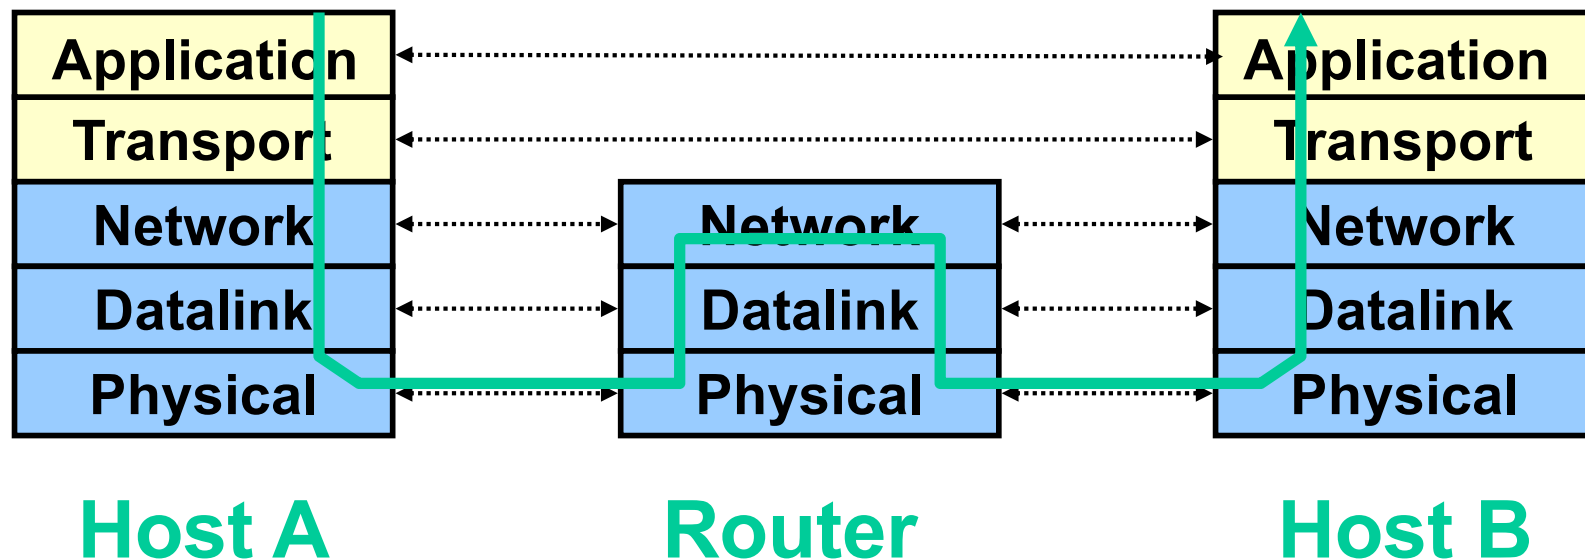 Application
Transport
Network
Datalink
Physical
Host A
Network
Datalink
Physical
Router
Application
Transport
Network
Datalink
Physical
Host B